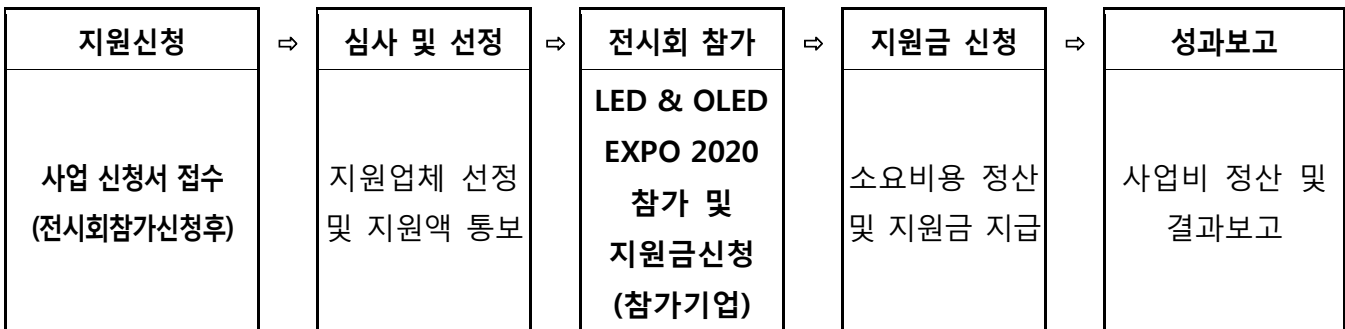 지원신청 ⇨ 심사 및 선정 ⇨ 전시회 참가 ⇨ 지원금 신청 ⇨ 성과보고
사업 신청서 접수
(전시회참가신청후)
지원업체 선정
및 지원액 통보
LED & OLED
EXPO 2020
참가 및
지원금신청
(참가기업)
소요비용 정산
및 지원금 지급
사업비 정산 및
결과보고